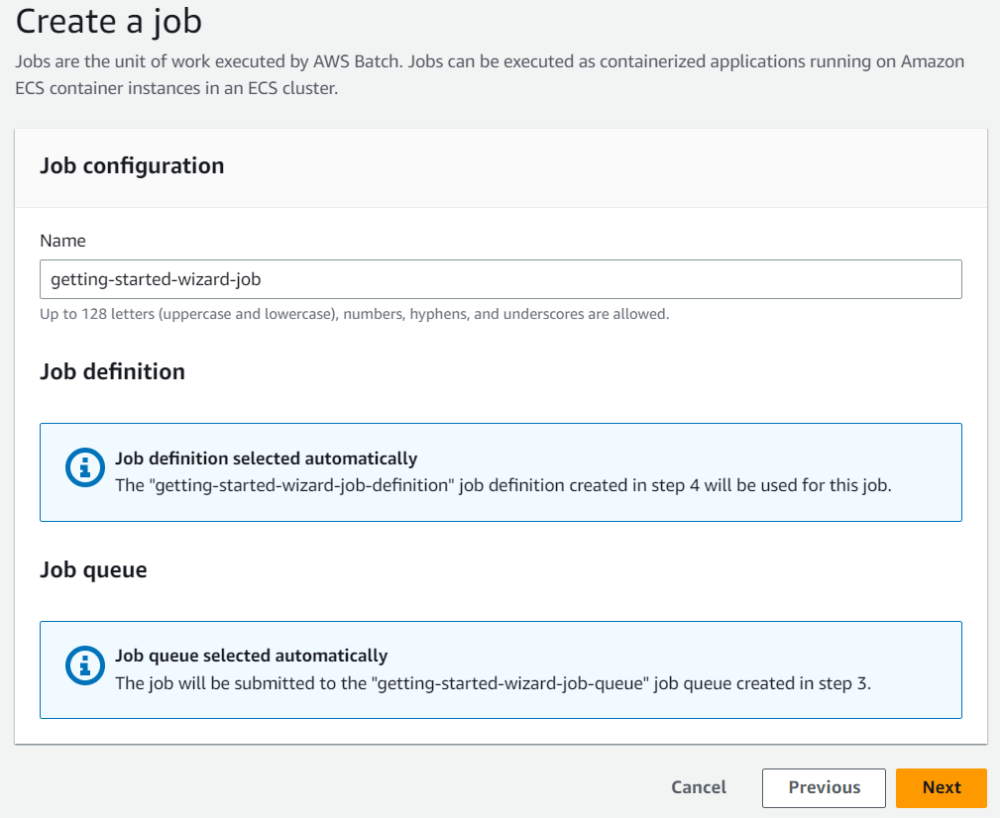 Create a job
Jobs are the unit of work executed by AWS Batch. Jobs can be executed as containerized applications running on Amazon
ECS container instances in an ECS cluster.
Job configuration
Name
getting-started-wizard-job
Up to 128 letters (uppercase and lowercase), numbers, hyphens, and underscores are allowed.
Job definition
Job definition selected automatically
The "getting-started-wizard-job-definition" job definition created in step 4 will be used for this job.
Job queue
Job queue selected automatically
The job will be submitted to the "getting-started-wizard-job-queue" job queue created in step 3.
Cancel Previous Next